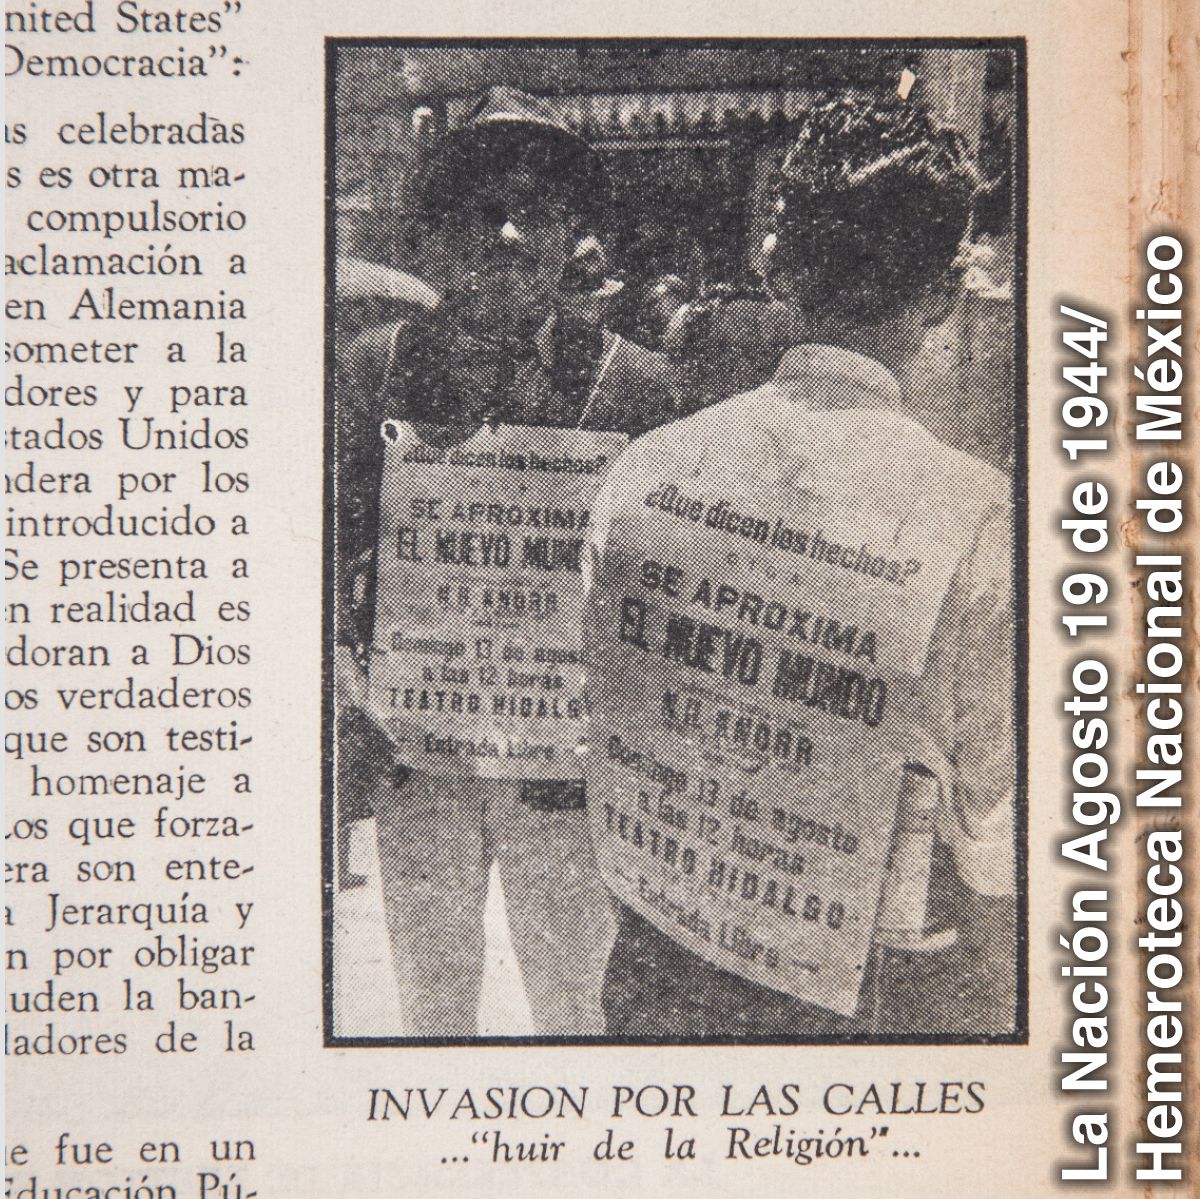 nited States”
Democracia”:
as celebradas
s es otra ma-
compulsorio
aclamación a
en Alemania
someter a la
dores y para
stados Unidos
ndera por los
introducido a
Se presenta a
n realidad es
doran a Dios
os verdaderos
que son testi-
homenaje a
Los que forza-
era son ente-
a Jerarquía y
n por obligar
luden la ban-
ladores de la
e fue en un
Educación Pú-
¿Que dicen los hechos?
SE APROXIMA
EL NUEVO MUND
Domingo 13 de agosto
a las 12 horas
TEATRO HIDALGO
Entrada Libre
¿Que dicen los hechos?
SE APROXIMA
EL NUEVO MUNDO
Domingo 13 de agosto
a las 12 horas
TEATRO HIDALGO
Entrada Libre
INVASION POR LAS CALLES
...“huir de la Religión”...
La Nación Agosto 19 de 1944/
Hemeroteca Nacional de México